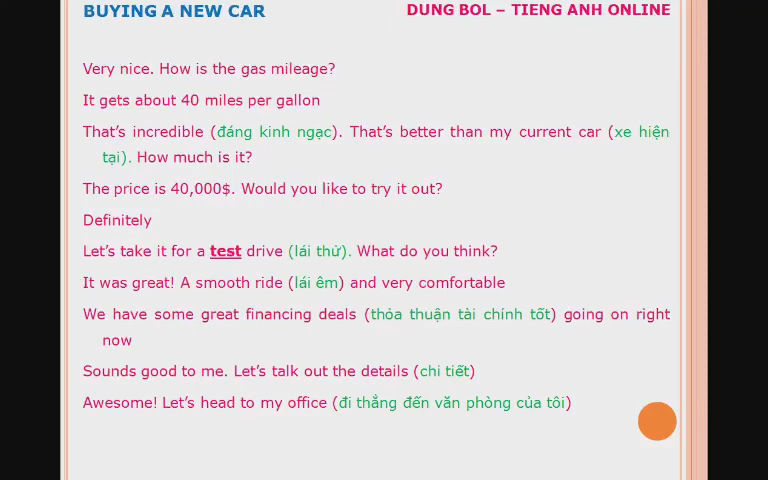 BUYING A NEW CAR
DUNG BOL – TIENG ANH ONLINE
Very nice. How is the gas mileage?
It gets about 40 miles per gallon
That's incredible (đáng kinh ngạc). That's better than my current car (xe hiện
tại). How much is it?
The price is 40,000$. Would you like to try it out?
Definitely
Let's take it for a test drive (lái thử). What do you think?
It was great! A smooth ride (lái êm) and very comfortable
We have some great financing deals (thỏa thuận tài chính tốt) going on right
now
Sounds good to me. Let's talk out the details (chi tiết)
Awesome! Let's head to my office (đi thẳng đến văn phòng của tôi)